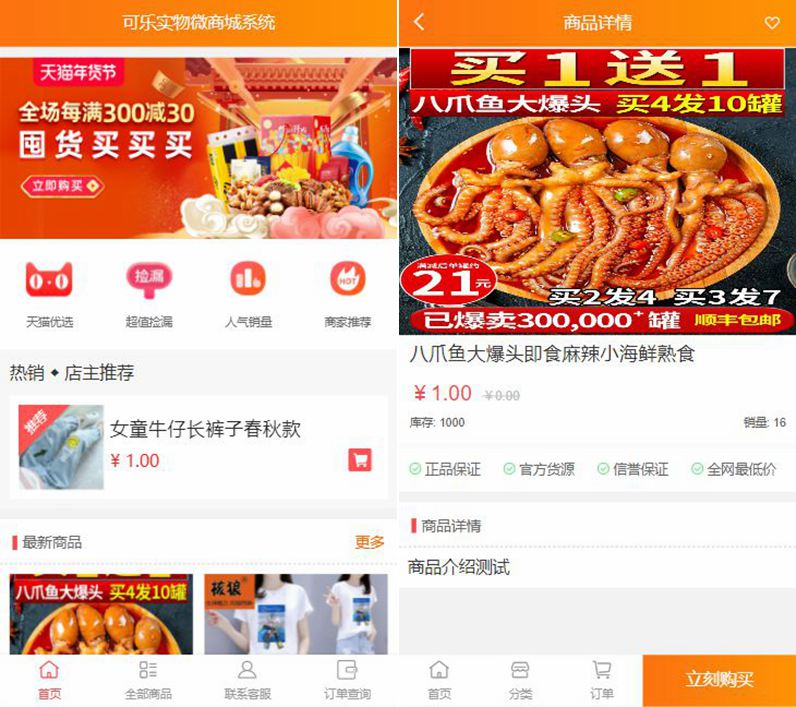 可乐实物微商城系统
天猫年货节
全场每满300减30
囤货买买买
立即购买
捡漏
HOT
天猫优选
超值捡漏
人气销量
商家推荐
热销 ◆ 店主推荐
推荐
女童牛仔长裤子春秋款
¥ 1.00
最新商品
更多
八爪鱼大爆头 买4发10罐
孩狼
首页
全部商品
联系客服
订单查询
商品详情
买1送1
八爪鱼大爆头 买4发10罐
满减后单罐约
21元
买2发4 买3发7
已爆卖300,000+罐 顺丰包邮
八爪鱼大爆头即食麻辣小海鲜熟食
¥ 1.00 ¥ 0.00
库存: 1000
销量: 16
正品保证
官方货源
信誉保证
全网最低价
商品详情
商品介绍测试
首页
分类
订单
立刻购买